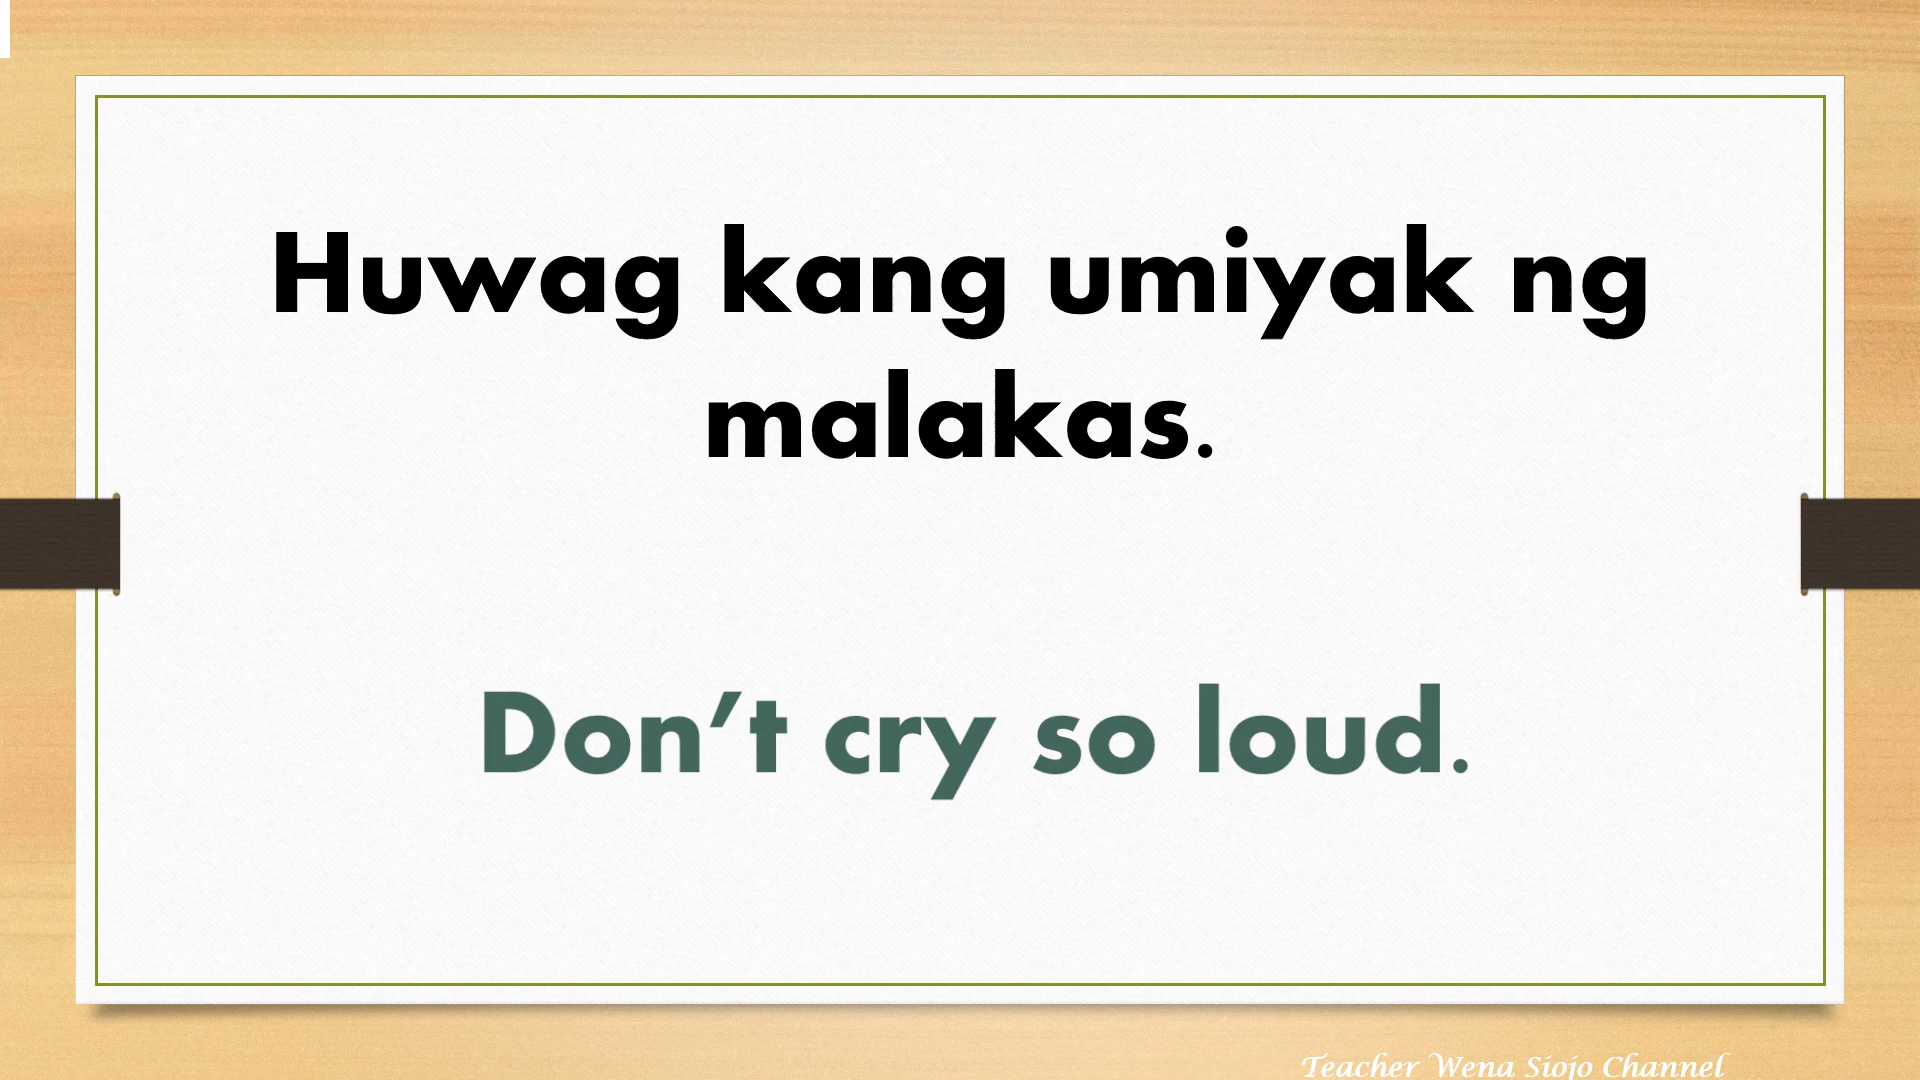 Huwag kang umiyak ng
malakas.
Don’t cry so loud.
Teacher Wena Siojo Channel